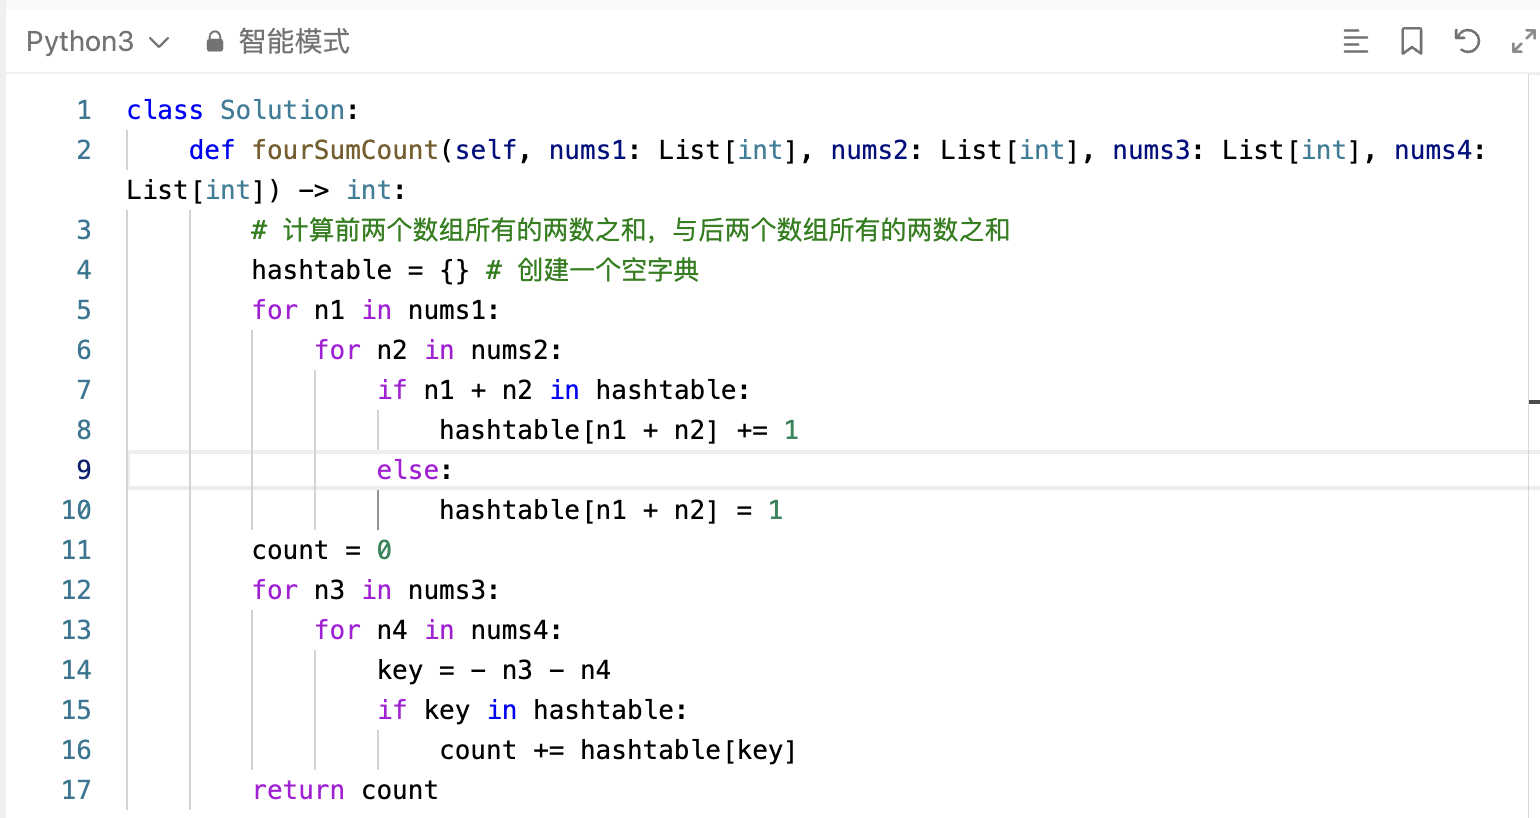 Python3 智能模式
1 class Solution:
2     def fourSumCount(self, nums1: List[int], nums2: List[int], nums3: List[int], nums4:
List[int]) -> int:
3         # 计算前两个数组所有的两数之和，与后两个数组所有的两数之和
4         hashtable = {} # 创建一个空字典
5         for n1 in nums1:
6             for n2 in nums2:
7                 if n1 + n2 in hashtable:
8                     hashtable[n1 + n2] += 1
9                 else:
10                     hashtable[n1 + n2] = 1
11         count = 0
12         for n3 in nums3:
13             for n4 in nums4:
14                 key = - n3 - n4
15                 if key in hashtable:
16                     count += hashtable[key]
17         return count